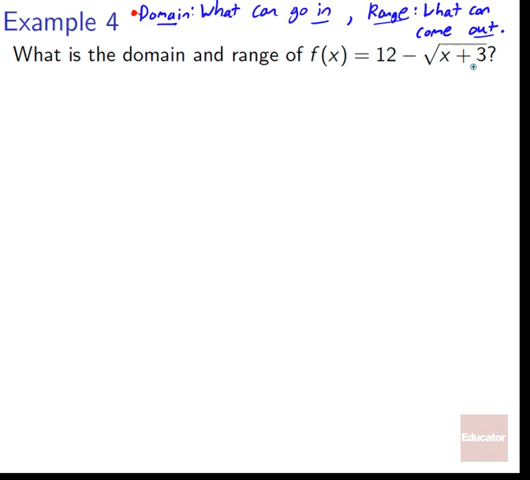 Example 4 •Domain: What can go in, Range: What can
come out.
What is the domain and range of f(x) = 12 − √(x + 3)?
Educator